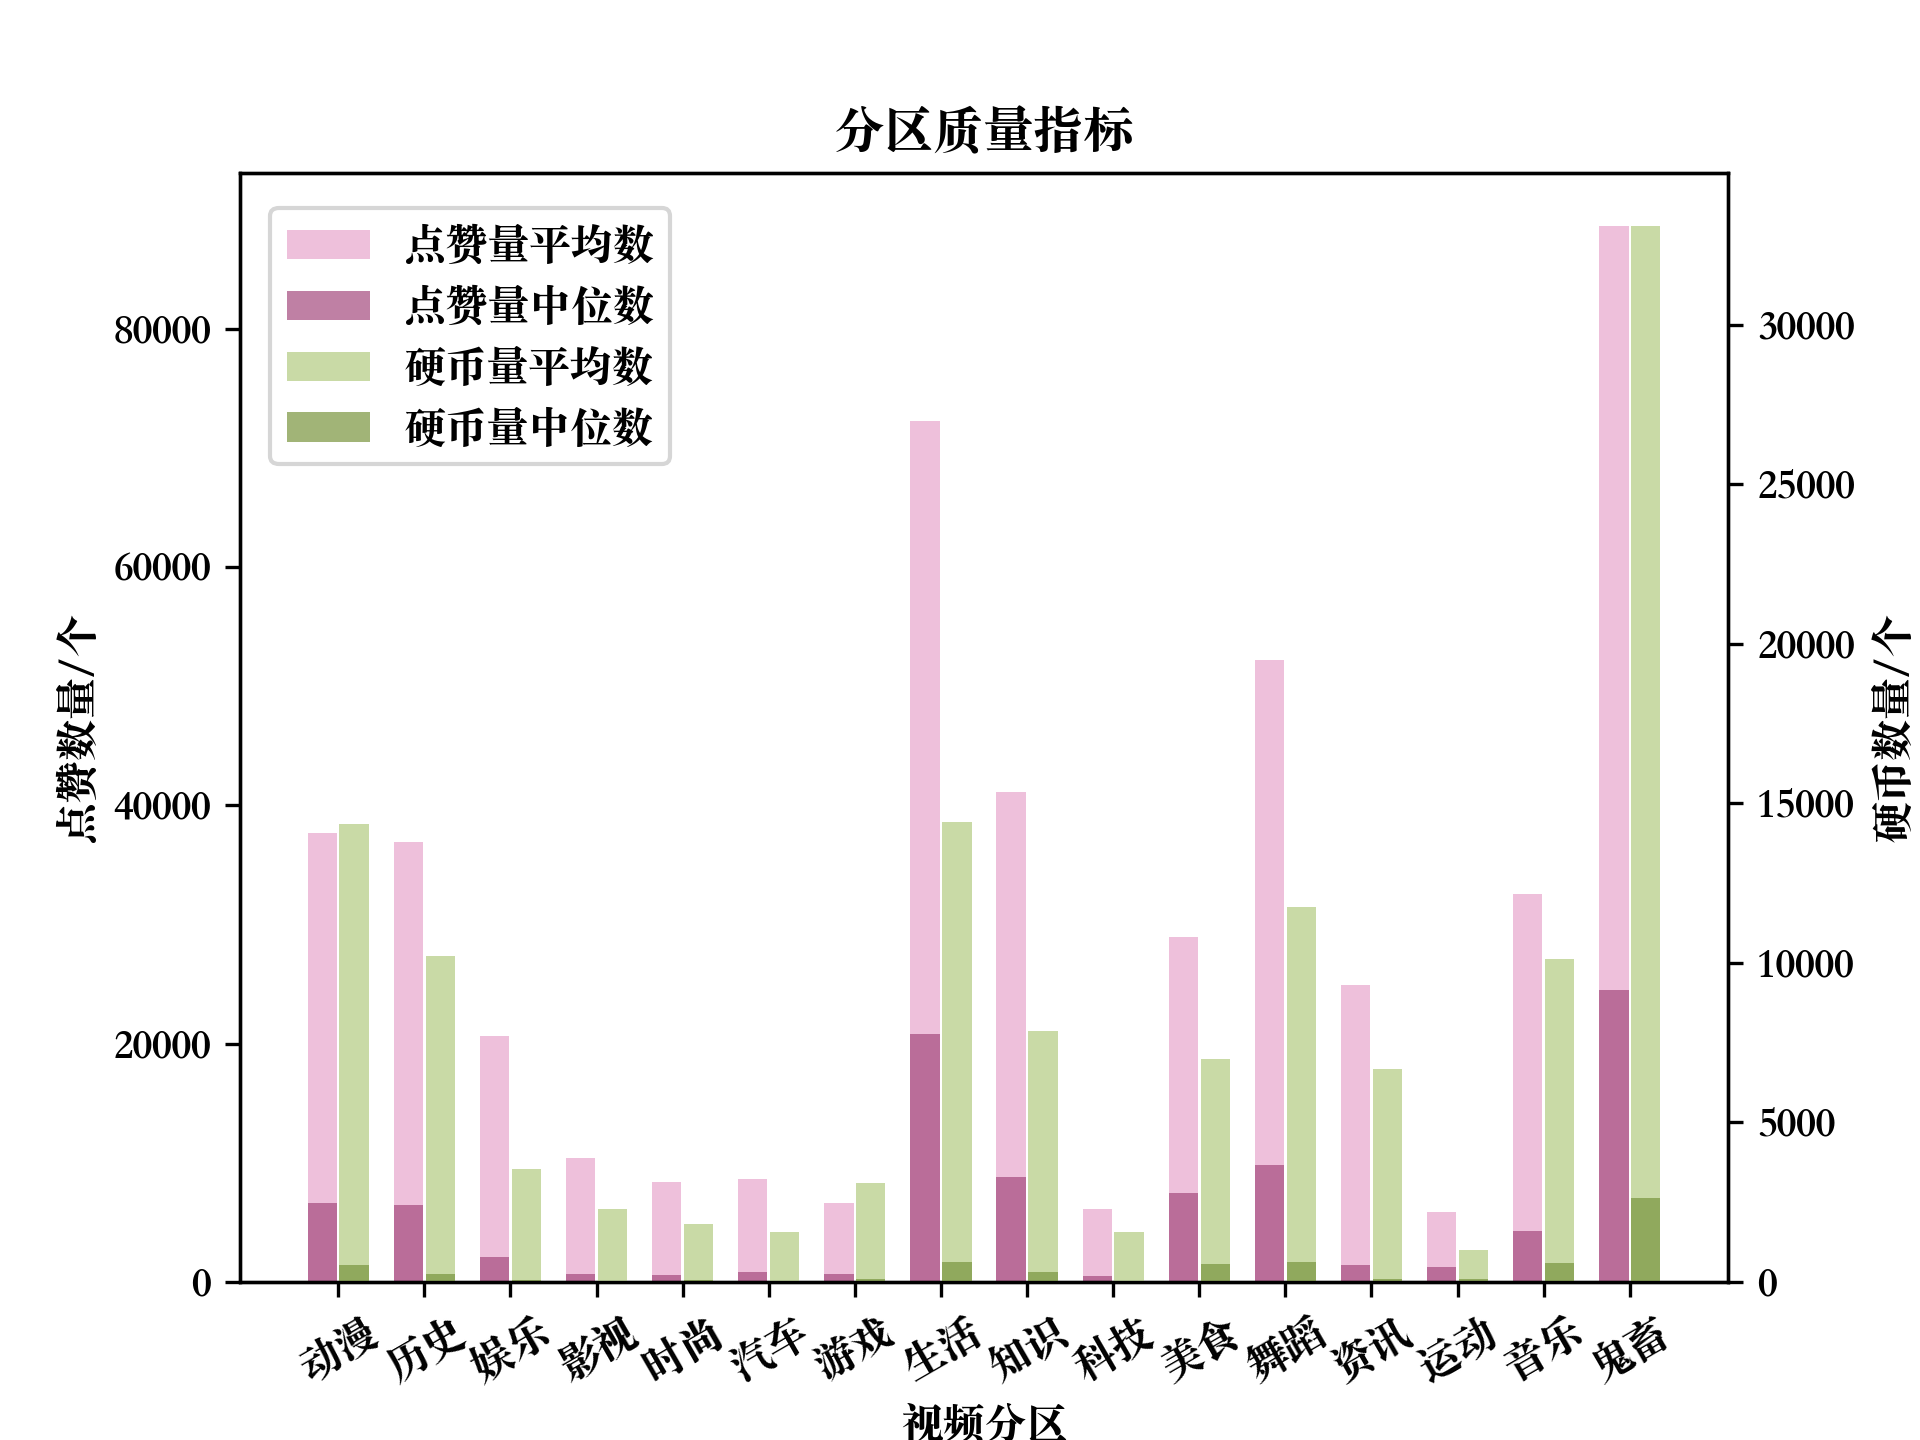 分区质量指标
点赞量平均数
点赞量中位数
硬币量平均数
硬币量中位数
80000
60000
40000
20000
0
点赞数量/个
30000
25000
20000
15000
10000
5000
0
硬币数量/个
动漫 历史 娱乐 影视 时尚 汽车 游戏 生活 知识 科技 美食 舞蹈 资讯 运动 音乐 鬼畜
视频分区